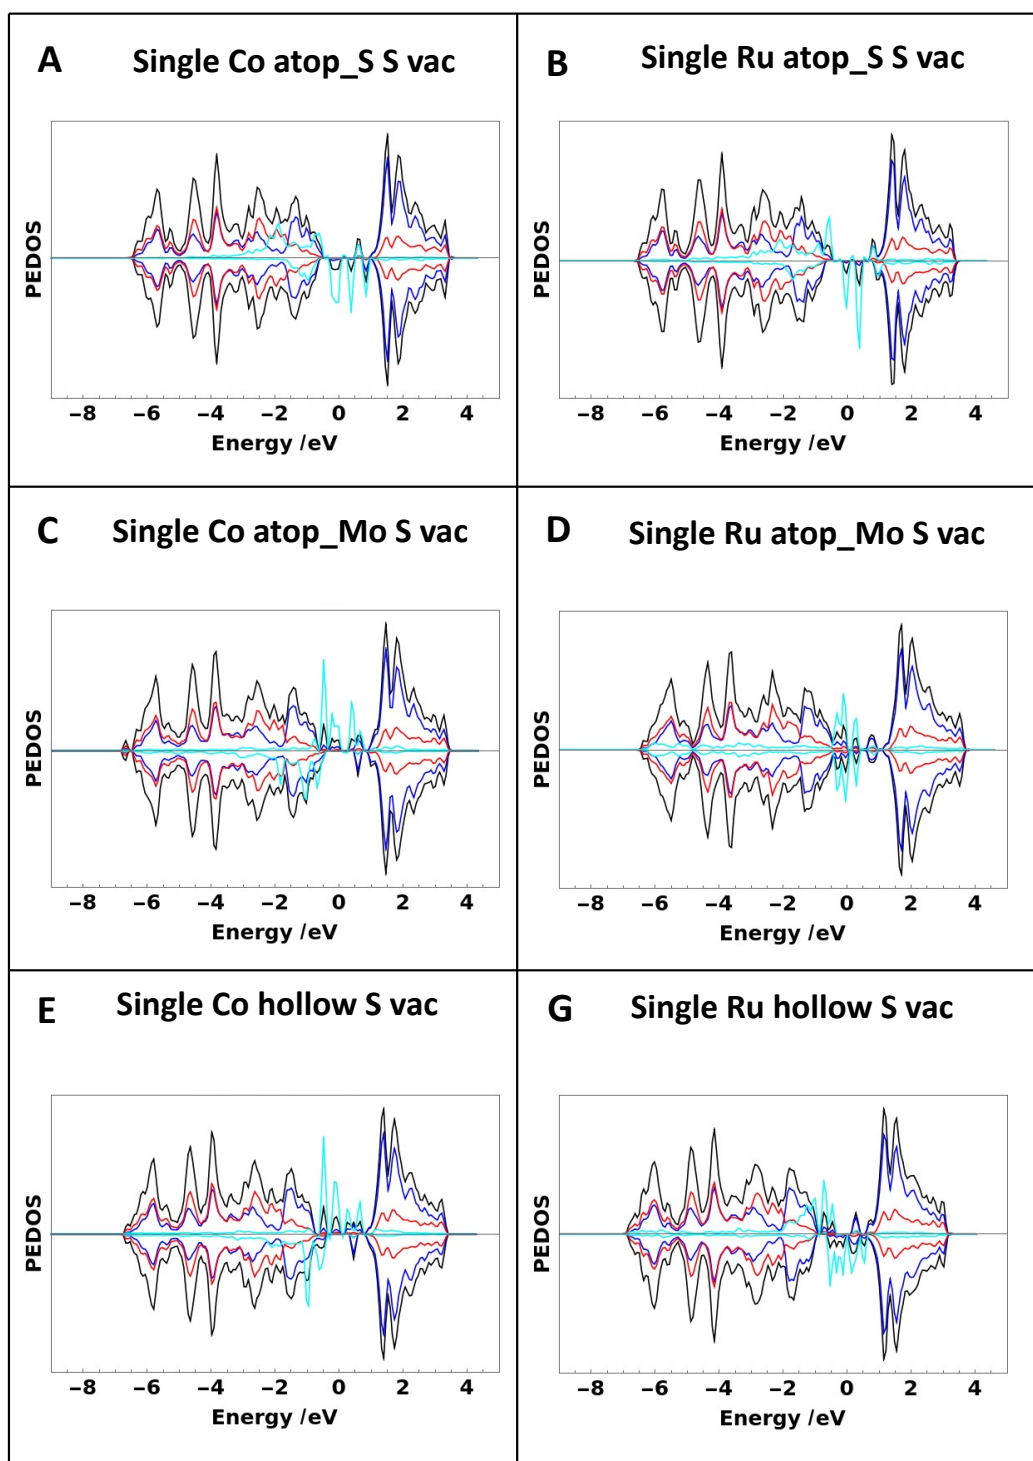 A Single Co atop_S S vac
PEDOS
−8 −6 −4 −2 0 2 4
Energy /eV
B Single Ru atop_S S vac
PEDOS
−8 −6 −4 −2 0 2 4
Energy /eV
C Single Co atop_Mo S vac
PEDOS
−8 −6 −4 −2 0 2 4
Energy /eV
D Single Ru atop_Mo S vac
PEDOS
−8 −6 −4 −2 0 2 4
Energy /eV
E Single Co hollow S vac
PEDOS
−8 −6 −4 −2 0 2 4
Energy /eV
G Single Ru hollow S vac
PEDOS
−8 −6 −4 −2 0 2 4
Energy /eV